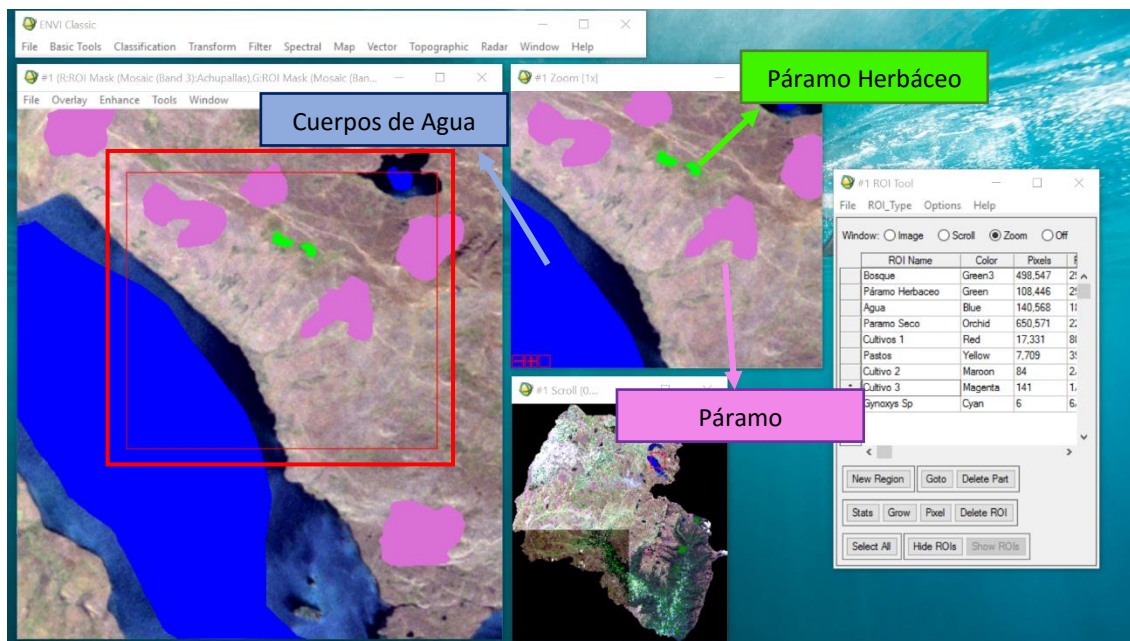 ENVI Classic
File Basic Tools Classification Transform Filter Spectral Map Vector Topographic Radar Window Help
#1 (R:ROI Mask (Mosaic (Band 3):Achupallas),G:ROI Mask (Mosaic (Ban...
File Overlay Enhance Tools Window
Cuerpos de Agua
#1 Zoom [1x]
Páramo Herbáceo
Páramo
#1 Scroll (0....
#1 ROI Tool
File ROI_Type Options Help
Window: Image Scroll Zoom Off
ROI Name Color Pixels
Bosque Green3 498,547
Páramo Herbaceo Green 108,446
Agua Blue 140,568
Paramo Seco Orchid 650,571
Cultivos 1 Red 17,331
Pastos Yellow 7,709
Cultivo 2 Maroon 84
Cultivo 3 Magenta 141
Gynoxys Sp Cyan 6
New Region Goto Delete Part
Stats Grow Pixel Delete ROI
Select All Hide ROIs Show ROIs